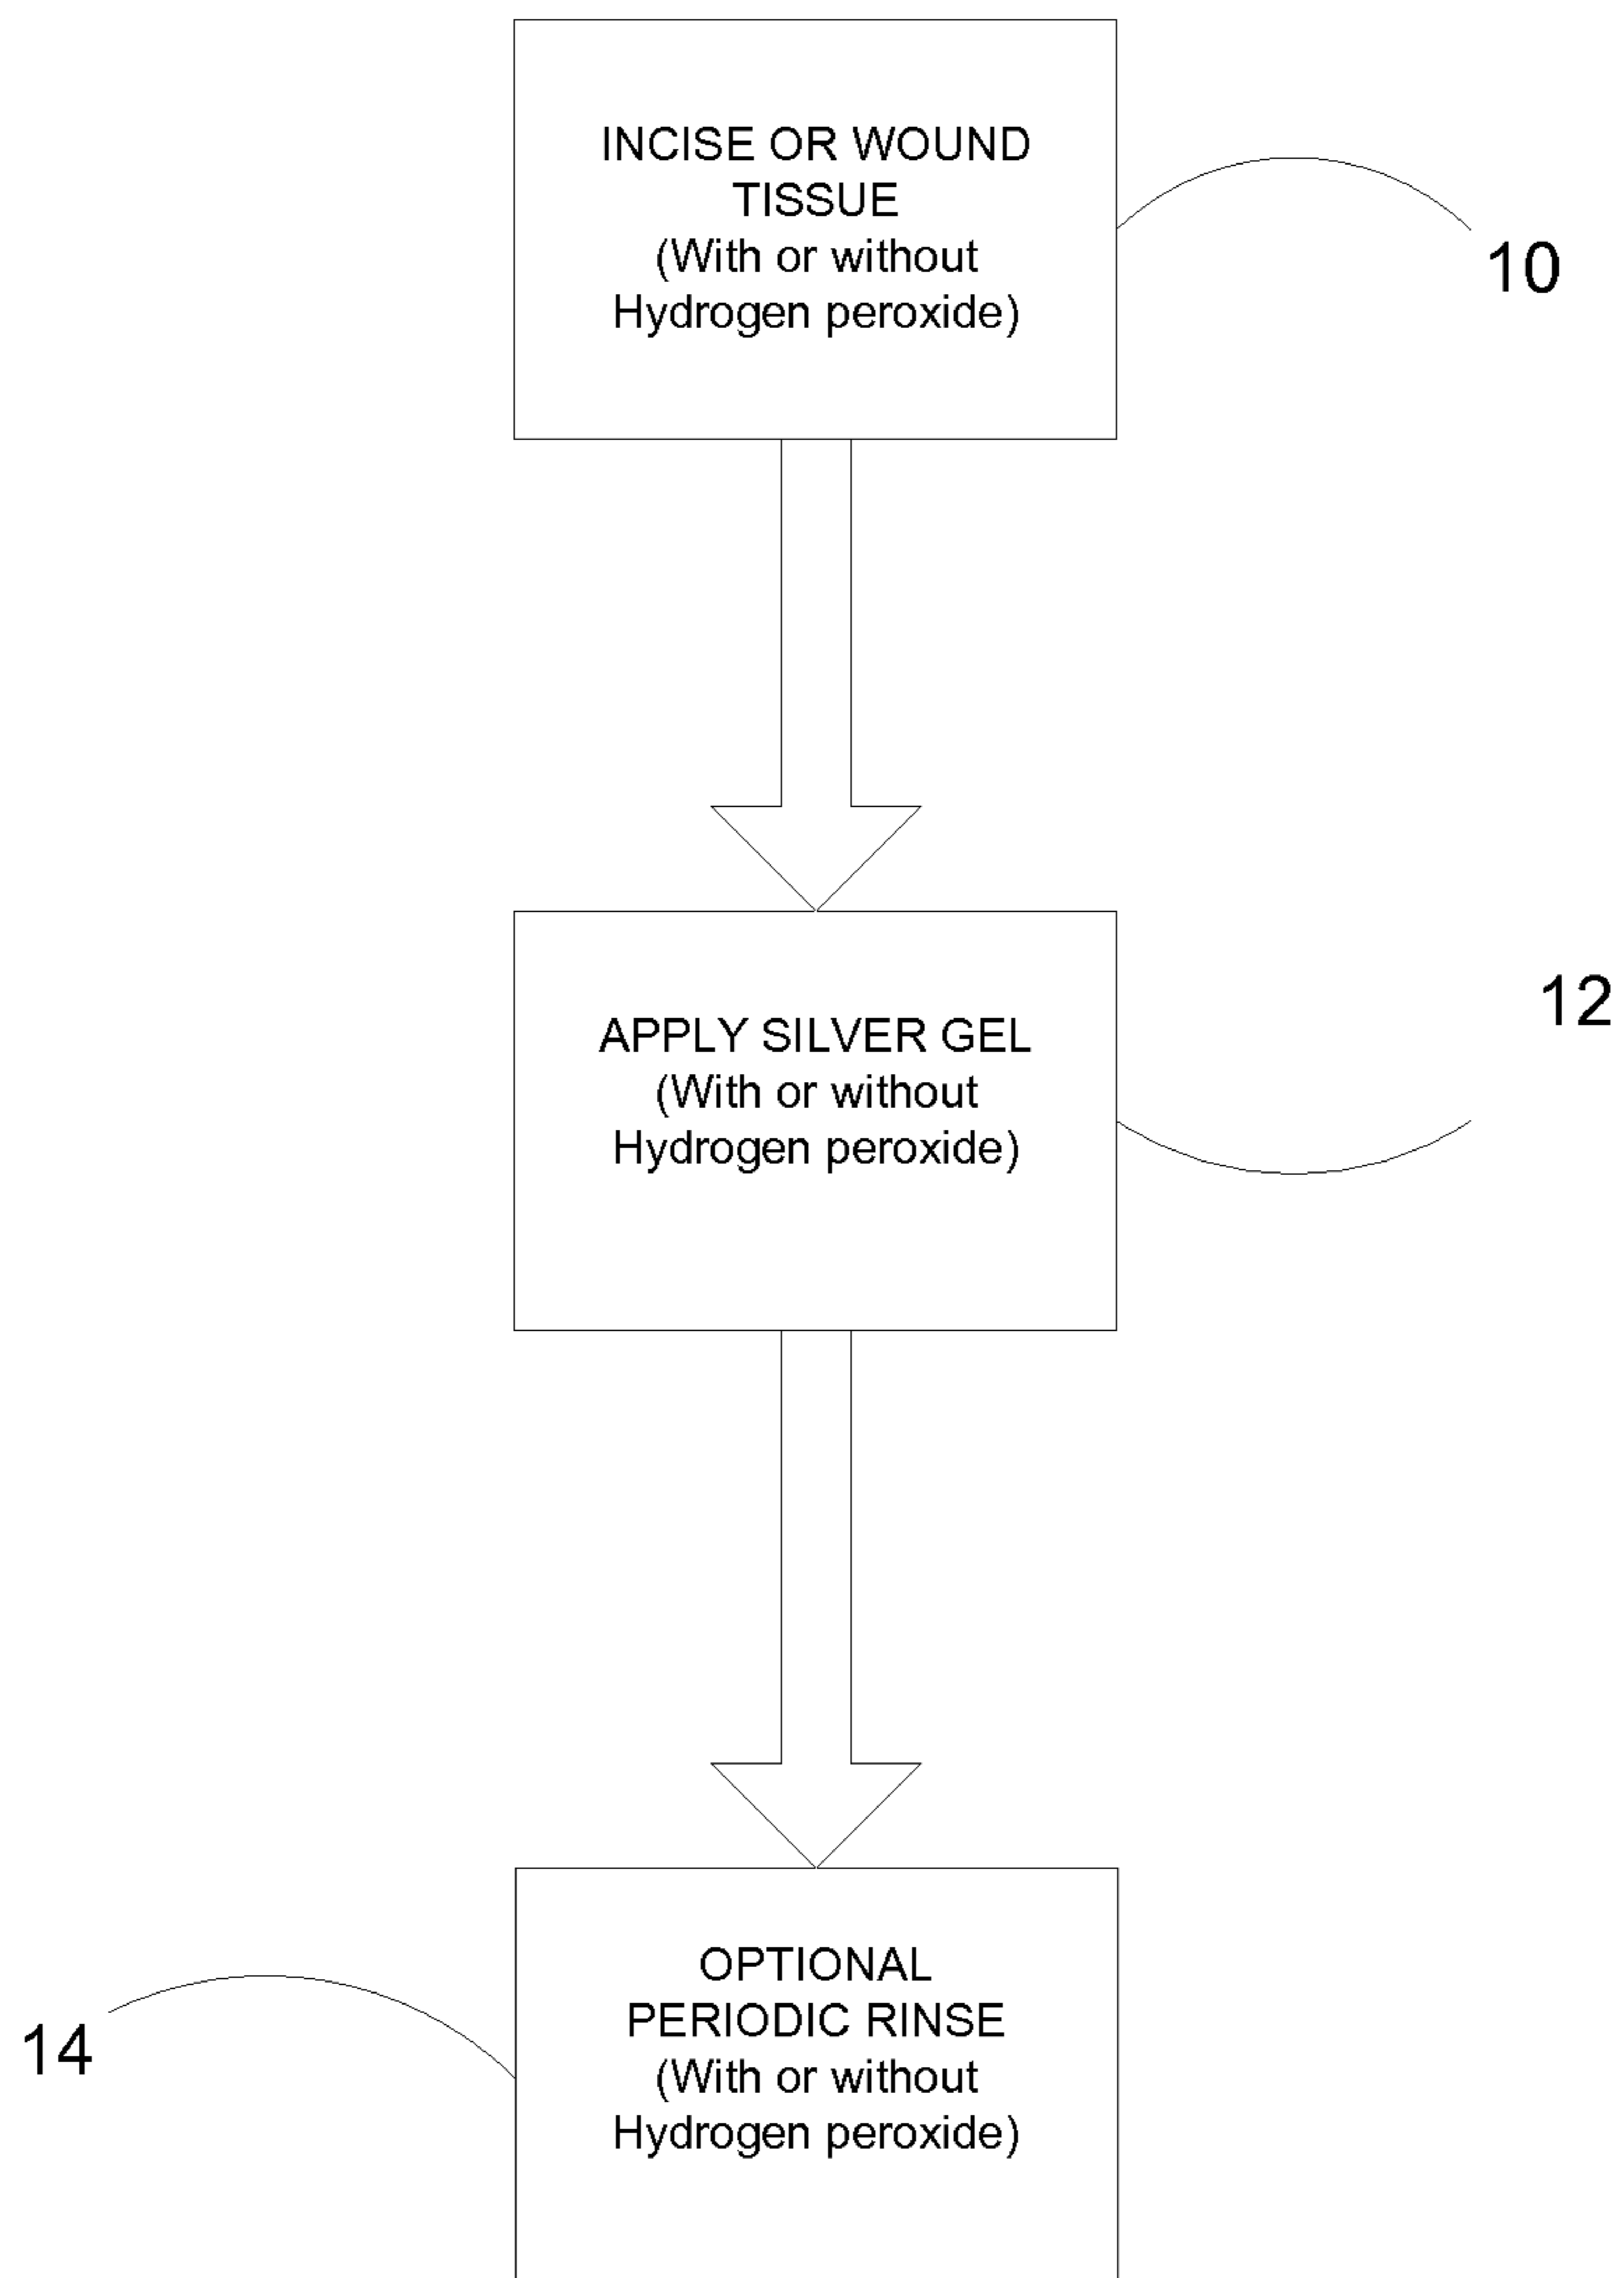 INCISE OR WOUND
TISSUE
(With or without
Hydrogen peroxide)
10
APPLY SILVER GEL
(With or without
Hydrogen peroxide)
12
OPTIONAL
PERIODIC RINSE
(With or without
Hydrogen peroxide)
14